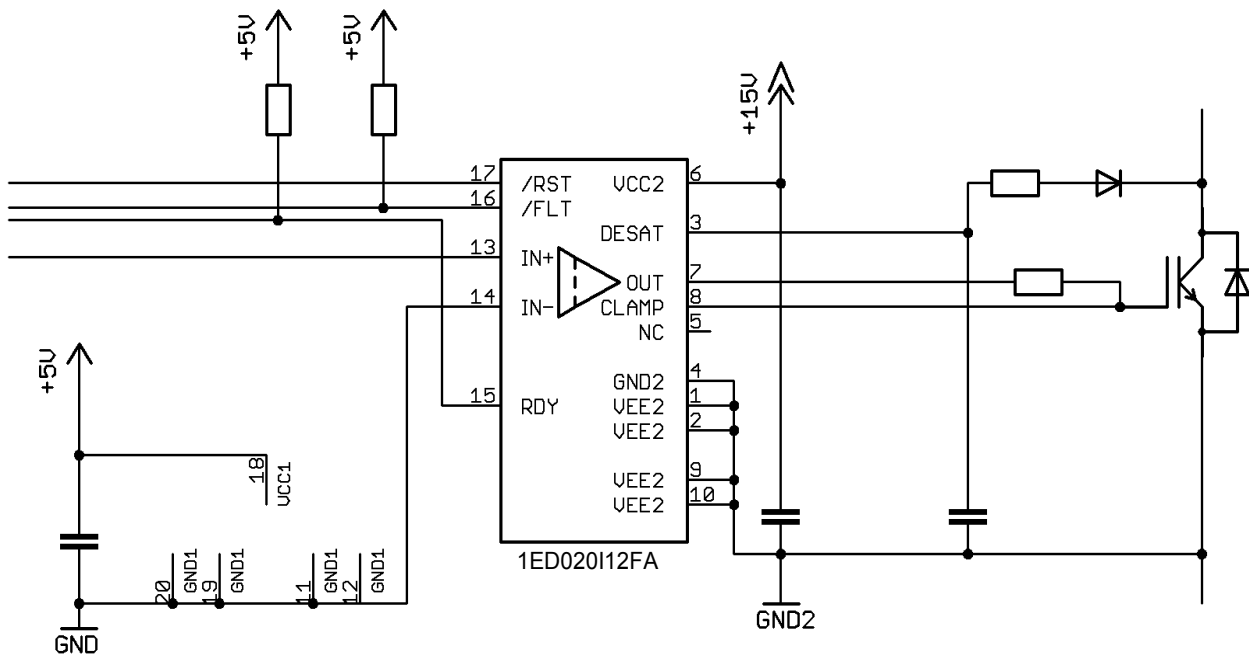 +5V
+5V
+15V
17 /RST VCC2 6
16 /FLT
DESAT 3
13 IN+
OUT 7
14 IN- CLAMP 8
NC 5
+5V
GND2 4
15 RDY VEE2 1
VEE2 2
18 VCC1
VEE2 9
VEE2 10
1ED020I12FA
20 GND1
19 GND1
11 GND1
12 GND1
GND
GND2